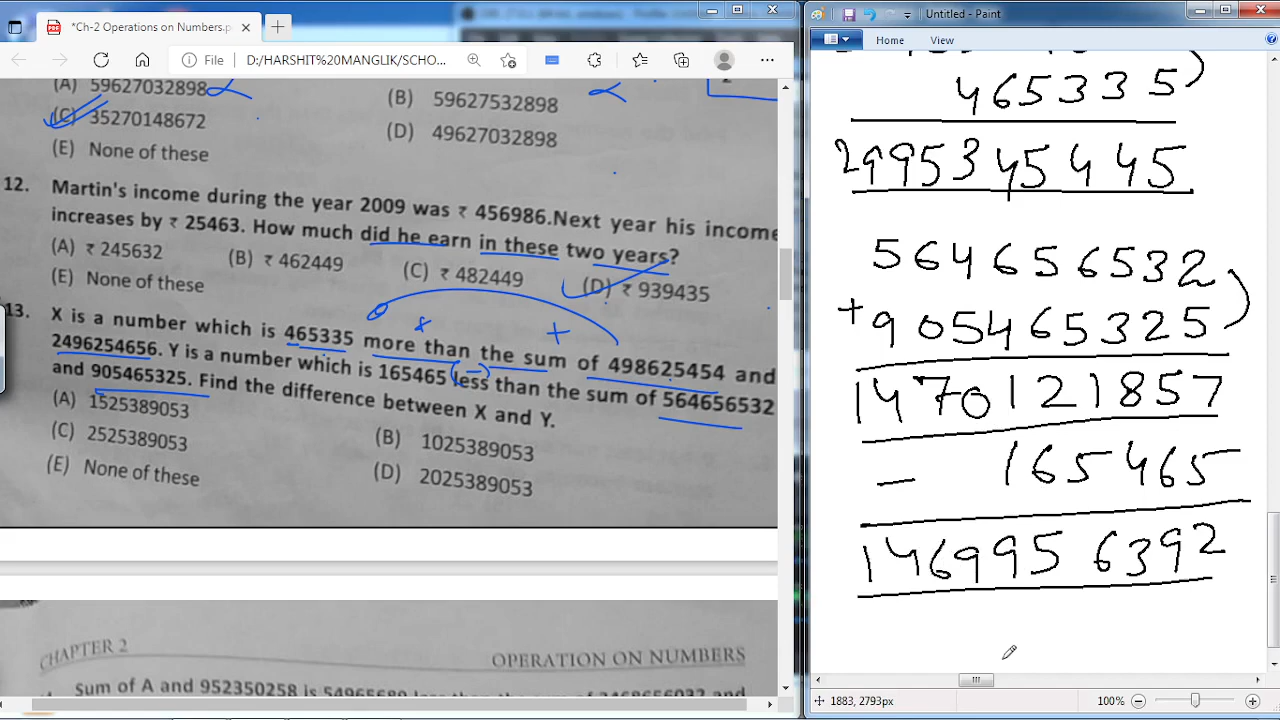 *Ch-2 Operations on Numbers.p
File
D:/HARSHIT%20MANGLIK/SCHO
(A) 59627032898
(B) 59627532898
(C) 35270148672
(D) 49627032898
(E) None of these
12. Martin's income during the year 2009 was ₹ 456986.Next year his income
increases by ₹ 25463. How much did he earn in these two years?
(A) ₹ 245632
(B) ₹ 462449
(C) ₹ 482449
(D) ₹ 939435
(E) None of these
13. X is a number which is 465335 more than the sum of 498625454 and
2496254656. Y is a number which is 165465 less than the sum of 564656532
and 905465325. Find the difference between X and Y.
(A) 1525389053
(B) 1025389053
(C) 2525389053
(D) 2025389053
(E) None of these
CHAPTER 2
OPERATION ON NUMBERS
Sum of A and 952350258 is
Untitled - Paint
Home View
465335
2995345445
564656532
+905465325
1470121857
- 165465
1469956392
1883, 2793px
100%